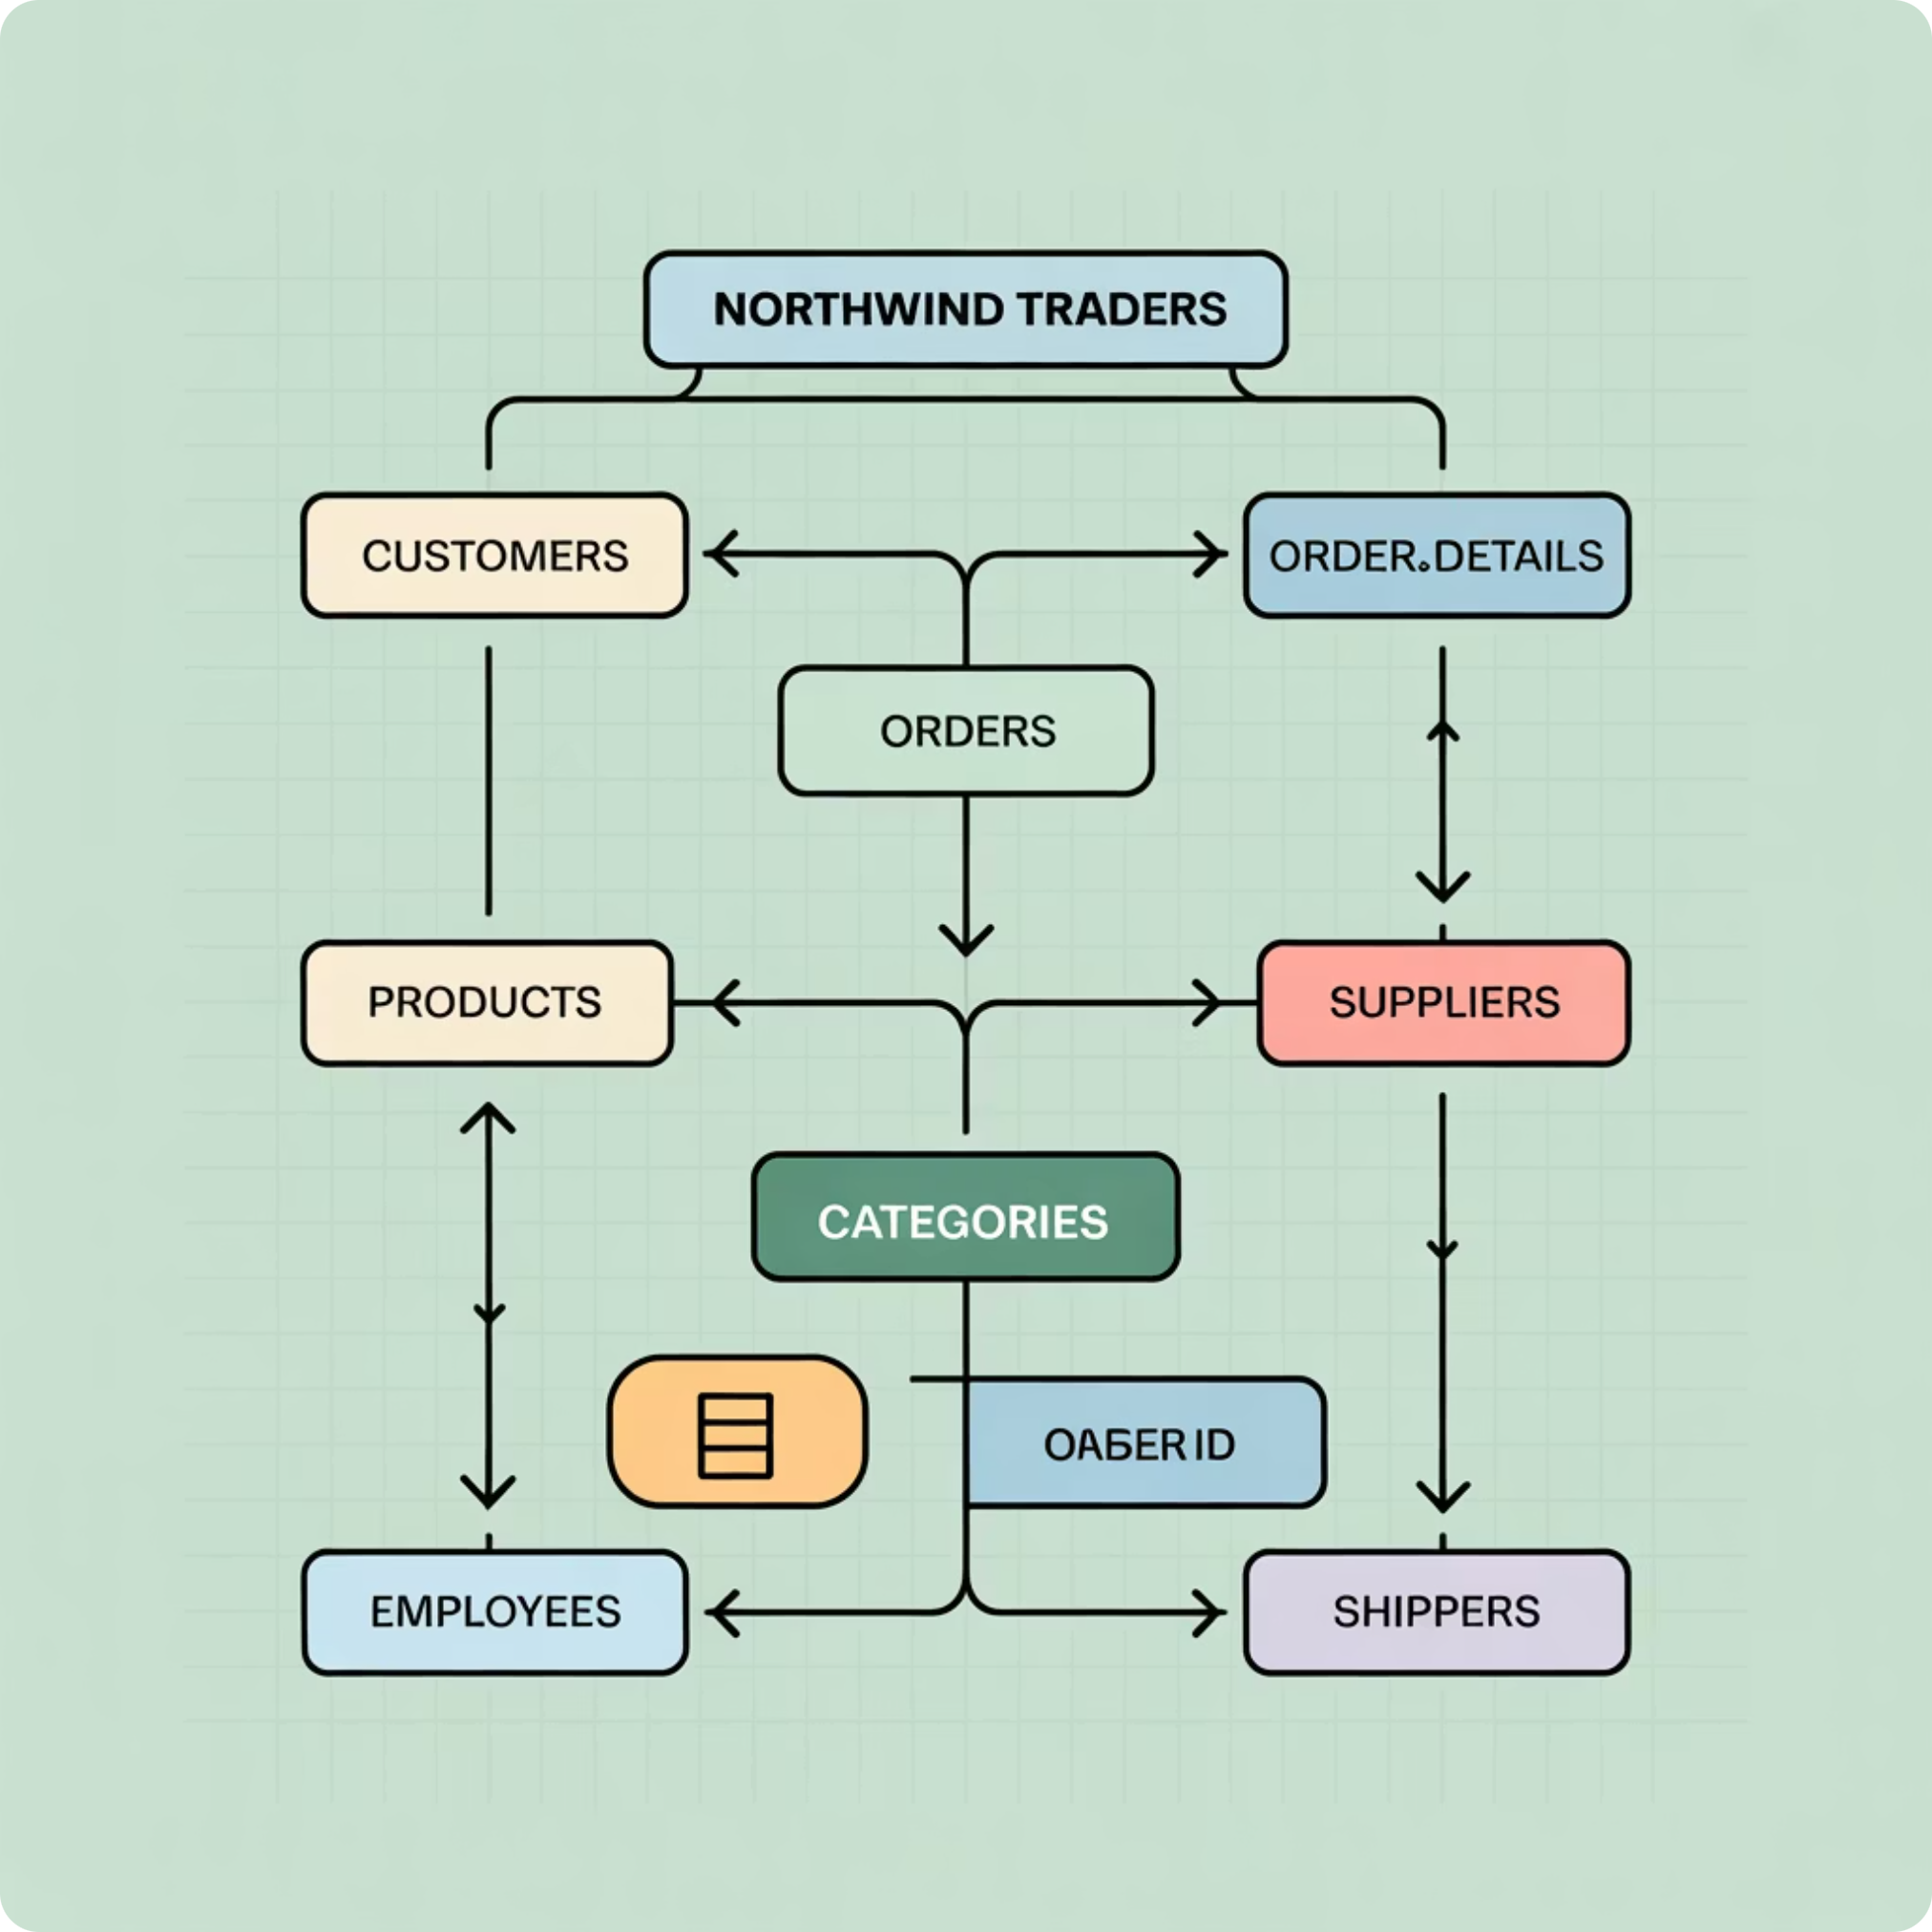 NORTHWIND TRADERS
CUSTOMERS
ORDER.DETAILS
ORDERS
PRODUCTS
SUPPLIERS
CATEGORIES
OAБER ID
EMPLOYEES
SHIPPERS